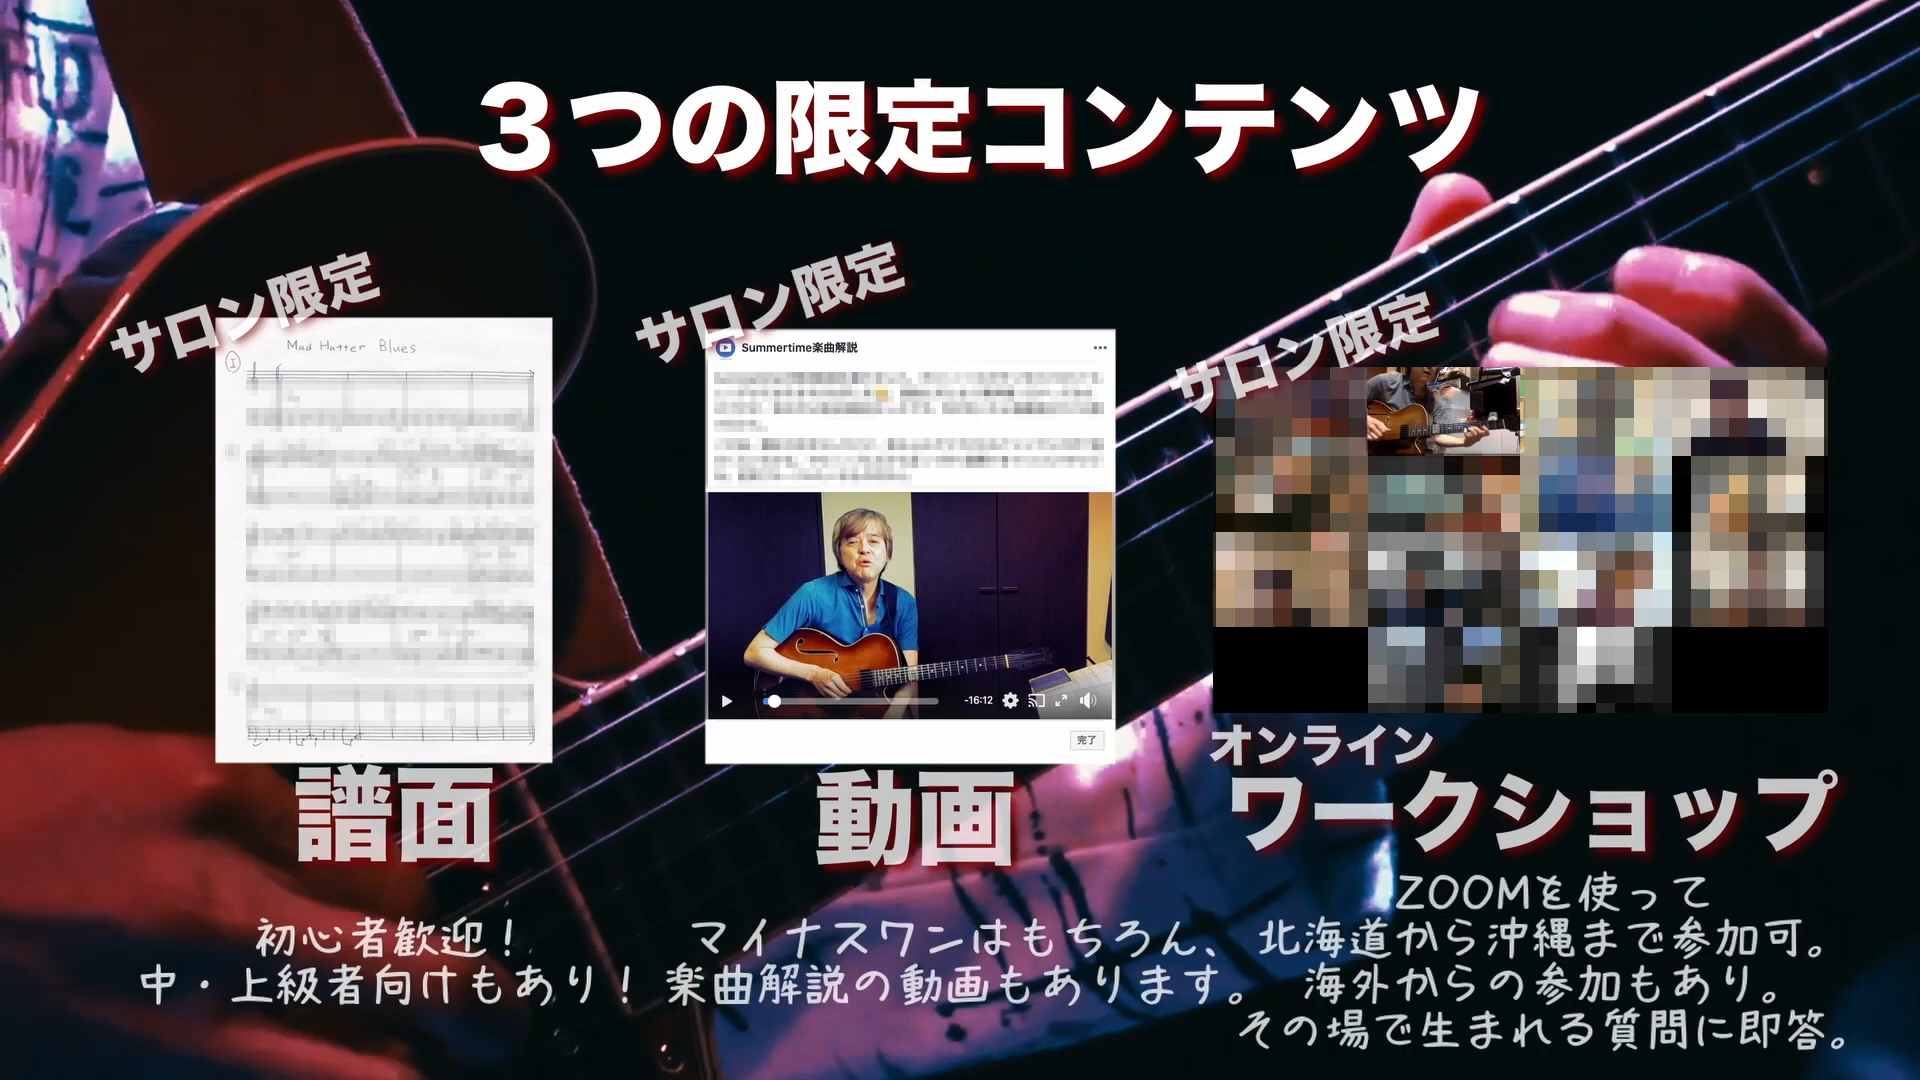 ３つの限定コンテンツ
サロン限定
Mad Hatter Blues
I
譜面
初心者歓迎！
中・上級者向けもあり！
サロン限定
Summertime楽曲解説
-16:12
完了
動画
マイナスワンはもちろん、
楽曲解説の動画もあります。
サロン限定
オンライン
ワークショップ
ZOOMを使って
北海道から沖縄まで参加可。
海外からの参加もあり。
その場で生まれる質問に即答。